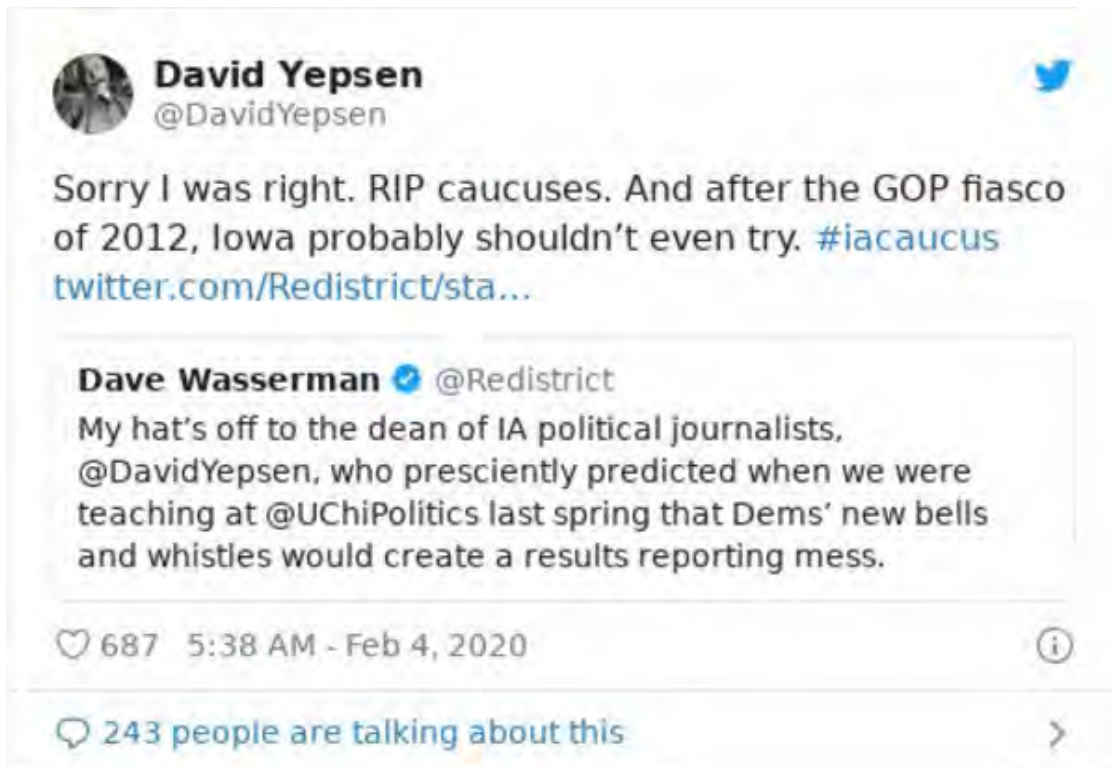 David Yepsen
@DavidYepsen
Sorry I was right. RIP caucuses. And after the GOP fiasco
of 2012, Iowa probably shouldn’t even try. #iacaucus
twitter.com/Redistrict/sta…
Dave Wasserman @Redistrict
My hat’s off to the dean of IA political journalists,
@DavidYepsen, who presciently predicted when we were
teaching at @UChiPolitics last spring that Dems’ new bells
and whistles would create a results reporting mess.
687 5:38 AM - Feb 4, 2020
243 people are talking about this